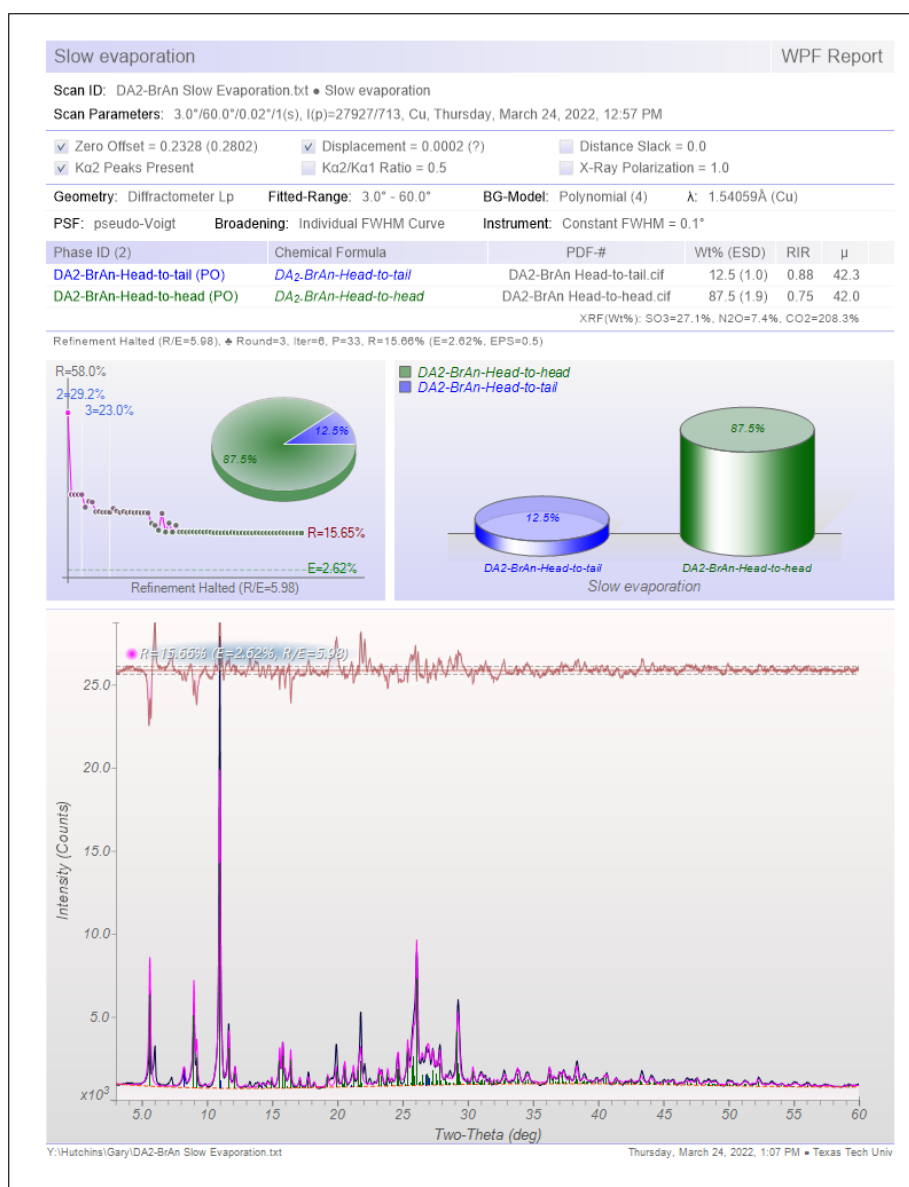 Slow evaporation WPF Report
Scan ID: DA2-BrAn Slow Evaporation.txt • Slow evaporation
Scan Parameters: 3.0°/60.0°/0.02°/1(s), I(p)=27927/713, Cu, Thursday, March 24, 2022, 12:57 PM
Zero Offset = 0.2328 (0.2802) Displacement = 0.0002 (?) Distance Slack = 0.0
Kα2 Peaks Present Kα2/Kα1 Ratio = 0.5 X-Ray Polarization = 1.0
Geometry: Diffractometer Lp Fitted-Range: 3.0° - 60.0° BG-Model: Polynomial (4) λ: 1.54059Å (Cu)
PSF: pseudo-Voigt Broadening: Individual FWHM Curve Instrument: Constant FWHM = 0.1°
Phase ID (2) Chemical Formula PDF-# Wt% (ESD) RIR µ
DA2-BrAn-Head-to-tail (PO) DA₂-BrAn-Head-to-tail DA2-BrAn Head-to-tail.cif 12.5 (1.0) 0.88 42.3
DA2-BrAn-Head-to-head (PO) DA₂-BrAn-Head-to-head DA2-BrAn Head-to-head.cif 87.5 (1.9) 0.75 42.0
XRF(Wt%): SO3=27.1%, N2O=7.4%, CO2=208.3%
Refinement Halted (R/E=5.98), ♣ Round=3, Iter=6, P=33, R=15.66% (E=2.62%, EPS=0.5)
R=58.0%
2=29.2%
3=23.0%
12.5%
87.5%
R=15.65%
E=2.62%
Refinement Halted (R/E=5.98)
DA2-BrAn-Head-to-head
DA2-BrAn-Head-to-tail
87.5%
12.5%
DA2-BrAn-Head-to-tail DA2-BrAn-Head-to-head
Slow evaporation
R=15.66% (E=2.62%, R/E=5.98)
25.0
20.0
15.0
10.0
5.0
x10³
Intensity (Counts)
5.0 10 15 20 25 30 35 40 45 50 55 60
Two-Theta (deg)
Y:\Hutchins\Gary\DA2-BrAn Slow Evaporation.txt Thursday, March 24, 2022, 1:07 PM • Texas Tech Univ